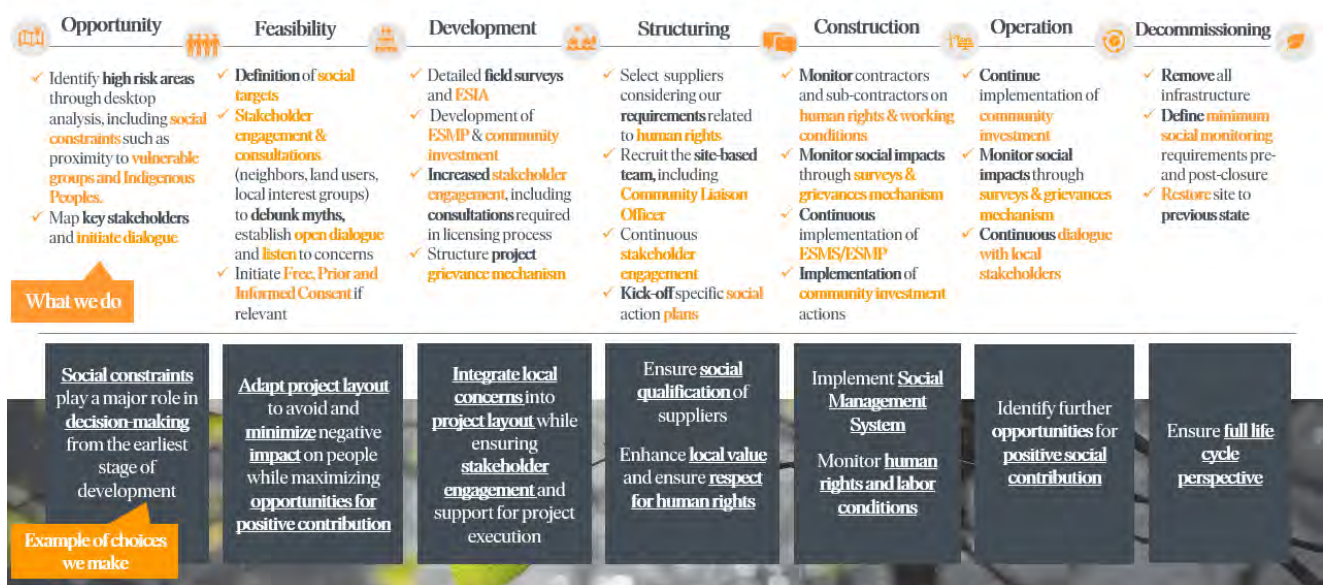 Opportunity
Identify high risk areas
through desktop
analysis, including social
constraints such as
proximity to vulnerable
groups and Indigenous
Peoples.
Map key stakeholders
and initiate dialogue
What we do
Feasibility
Definition of social
targets
Stakeholder
engagement &
consultations
(neighbors, land users,
local interest groups)
to debunk myths,
establish open dialogue
and listen to concerns
Initiate Free, Prior and
Informed Consent if
relevant
Development
Detailed field surveys
and ESIA
Development of
ESMP & community
investment
Increased stakeholder
engagement, including
consultations required
in licensing process
Structure project
grievance mechanism
Structuring
Select suppliers
considering our
requirements related
to human rights
Recruit the site-based
team, including
Community Liaison
Officer
Continuous
stakeholder
engagement
Kick-off specific social
action plans
Construction
Monitor contractors
and sub-contractors on
human rights & working
conditions
Monitor social impacts
through surveys &
grievances mechanism
Continuous
implementation of
ESMS/ESMP
Implementation of
community investment
actions
Operation
Continue
implementation of
community
investment
Monitor social
impacts through
surveys & grievances
mechanism
Continuous dialogue
with local
stakeholders
Decommissioning
Remove all
infrastructure
Define minimum
social monitoring
requirements pre-
and post-closure
Restore site to
previous state
Social constraints
play a major role in
decision-making
from the earliest
stage of
development
Example of choices
we make
Adapt project layout
to avoid and
minimize negative
impact on people
while maximizing
opportunities for
positive contribution
Integrate local
concerns into
project layout while
ensuring
stakeholder
engagement and
support for project
execution
Ensure social
qualification of
suppliers
Enhance local value
and ensure respect
for human rights
Implement Social
Management
System
Monitor human
rights and labor
conditions
Identify further
opportunities for
positive social
contribution
Ensure full life
cycle
perspective